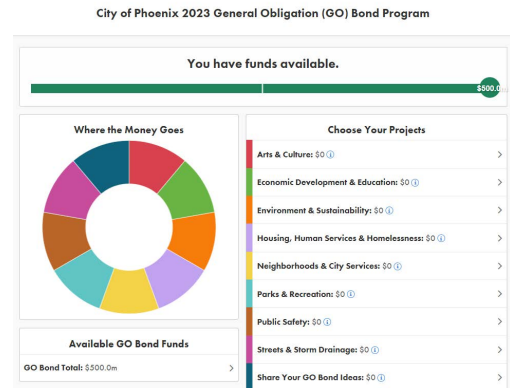 City of Phoenix 2023 General Obligation (GO) Bond Program
You have funds available.
$500.0
Where the Money Goes
Choose Your Projects
Arts & Culture: $0
Economic Development & Education: $0
Environment & Sustainability: $0
Housing, Human Services & Homelessness: $0
Neighborhoods & City Services: $0
Parks & Recreation: $0
Public Safety: $0
Streets & Storm Drainage: $0
Share Your GO Bond Ideas: $0
Available GO Bond Funds
GO Bond Total: $500.0m